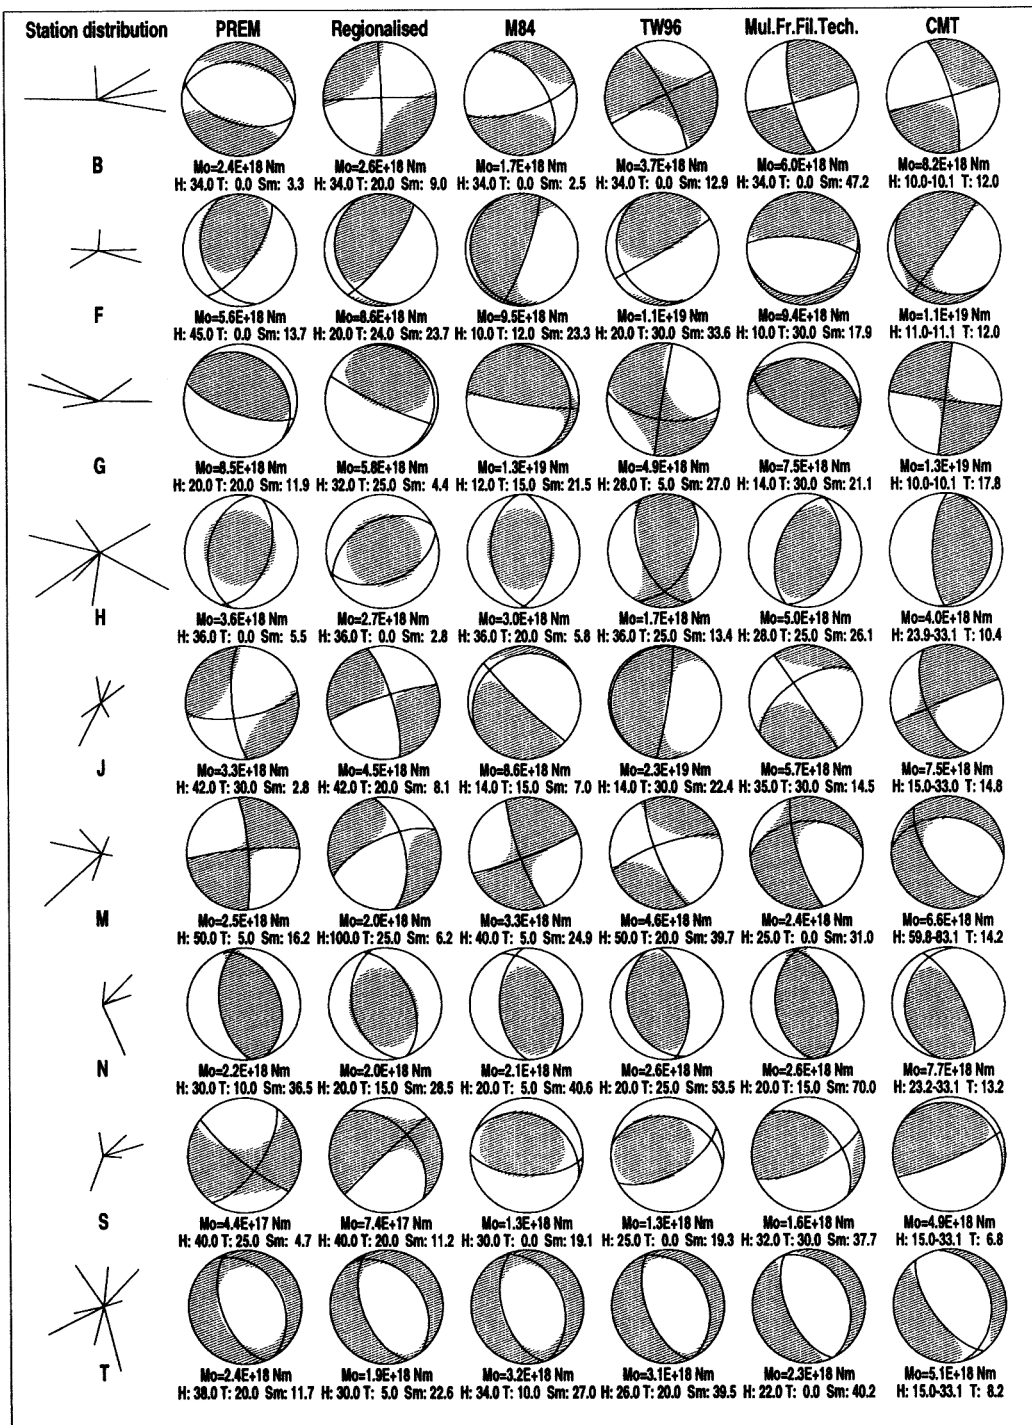 Station distribution PREM Regionalised M84 TW96 Mul.Fr.Fil.Tech. CMT
B Mo=2.4E+18 Nm Mo=2.6E+18 Nm Mo=1.7E+18 Nm Mo=3.7E+18 Nm Mo=6.0E+18 Nm Mo=8.2E+18 Nm
H: 34.0 T: 0.0 Sm: 3.3 H: 34.0 T: 20.0 Sm: 9.0 H: 34.0 T: 0.0 Sm: 2.5 H: 34.0 T: 0.0 Sm: 12.9 H: 34.0 T: 0.0 Sm: 47.2 H: 10.0-10.1 T: 12.0
F Mo=5.6E+18 Nm Mo=8.6E+18 Nm Mo=9.5E+18 Nm Mo=1.1E+19 Nm Mo=9.4E+18 Nm Mo=1.1E+19 Nm
H: 45.0 T: 0.0 Sm: 13.7 H: 20.0 T: 24.0 Sm: 23.7 H: 10.0 T: 12.0 Sm: 23.3 H: 20.0 T: 30.0 Sm: 33.6 H: 10.0 T: 30.0 Sm: 17.9 H: 11.0-11.1 T: 12.0
G Mo=8.5E+18 Nm Mo=5.8E+18 Nm Mo=1.3E+19 Nm Mo=4.9E+18 Nm Mo=7.5E+18 Nm Mo=1.3E+19 Nm
H: 20.0 T: 20.0 Sm: 11.9 H: 32.0 T: 25.0 Sm: 4.4 H: 12.0 T: 15.0 Sm: 21.5 H: 28.0 T: 5.0 Sm: 27.0 H: 14.0 T: 30.0 Sm: 21.1 H: 10.0-10.1 T: 17.8
H Mo=3.6E+18 Nm Mo=2.7E+18 Nm Mo=3.0E+18 Nm Mo=1.7E+18 Nm Mo=5.0E+18 Nm Mo=4.0E+18 Nm
H: 36.0 T: 0.0 Sm: 5.5 H: 36.0 T: 0.0 Sm: 2.8 H: 36.0 T: 20.0 Sm: 5.8 H: 36.0 T: 25.0 Sm: 13.4 H: 28.0 T: 25.0 Sm: 26.1 H: 23.9-33.1 T: 10.4
J Mo=3.3E+18 Nm Mo=4.5E+18 Nm Mo=8.6E+18 Nm Mo=2.3E+19 Nm Mo=5.7E+18 Nm Mo=7.5E+18 Nm
H: 42.0 T: 30.0 Sm: 2.8 H: 42.0 T: 20.0 Sm: 8.1 H: 14.0 T: 15.0 Sm: 7.0 H: 14.0 T: 30.0 Sm: 22.4 H: 35.0 T: 30.0 Sm: 14.5 H: 15.0-33.0 T: 14.8
M Mo=2.5E+18 Nm Mo=2.0E+18 Nm Mo=3.3E+18 Nm Mo=4.6E+18 Nm Mo=2.4E+18 Nm Mo=6.6E+18 Nm
H: 50.0 T: 5.0 Sm: 16.2 H:100.0 T: 25.0 Sm: 6.2 H: 40.0 T: 5.0 Sm: 24.9 H: 50.0 T: 20.0 Sm: 39.7 H: 25.0 T: 0.0 Sm: 31.0 H: 59.8-83.1 T: 14.2
N Mo=2.2E+18 Nm Mo=2.0E+18 Nm Mo=2.1E+18 Nm Mo=2.6E+18 Nm Mo=2.6E+18 Nm Mo=7.7E+18 Nm
H: 30.0 T: 10.0 Sm: 36.5 H: 20.0 T: 15.0 Sm: 28.5 H: 20.0 T: 5.0 Sm: 40.6 H: 20.0 T: 25.0 Sm: 53.5 H: 20.0 T: 15.0 Sm: 70.0 H: 23.2-33.1 T: 13.2
S Mo=4.4E+17 Nm Mo=7.4E+17 Nm Mo=1.3E+18 Nm Mo=1.3E+18 Nm Mo=1.6E+18 Nm Mo=4.9E+18 Nm
H: 40.0 T: 25.0 Sm: 4.7 H: 40.0 T: 20.0 Sm: 11.2 H: 30.0 T: 0.0 Sm: 19.1 H: 25.0 T: 0.0 Sm: 19.3 H: 32.0 T: 30.0 Sm: 37.7 H: 15.0-33.1 T: 6.8
T Mo=2.4E+18 Nm Mo=1.9E+18 Nm Mo=3.2E+18 Nm Mo=3.1E+18 Nm Mo=2.3E+18 Nm Mo=5.1E+18 Nm
H: 38.0 T: 20.0 Sm: 11.7 H: 30.0 T: 5.0 Sm: 22.6 H: 34.0 T: 10.0 Sm: 27.0 H: 26.0 T: 20.0 Sm: 39.5 H: 22.0 T: 0.0 Sm: 40.2 H: 15.0-33.1 T: 8.2